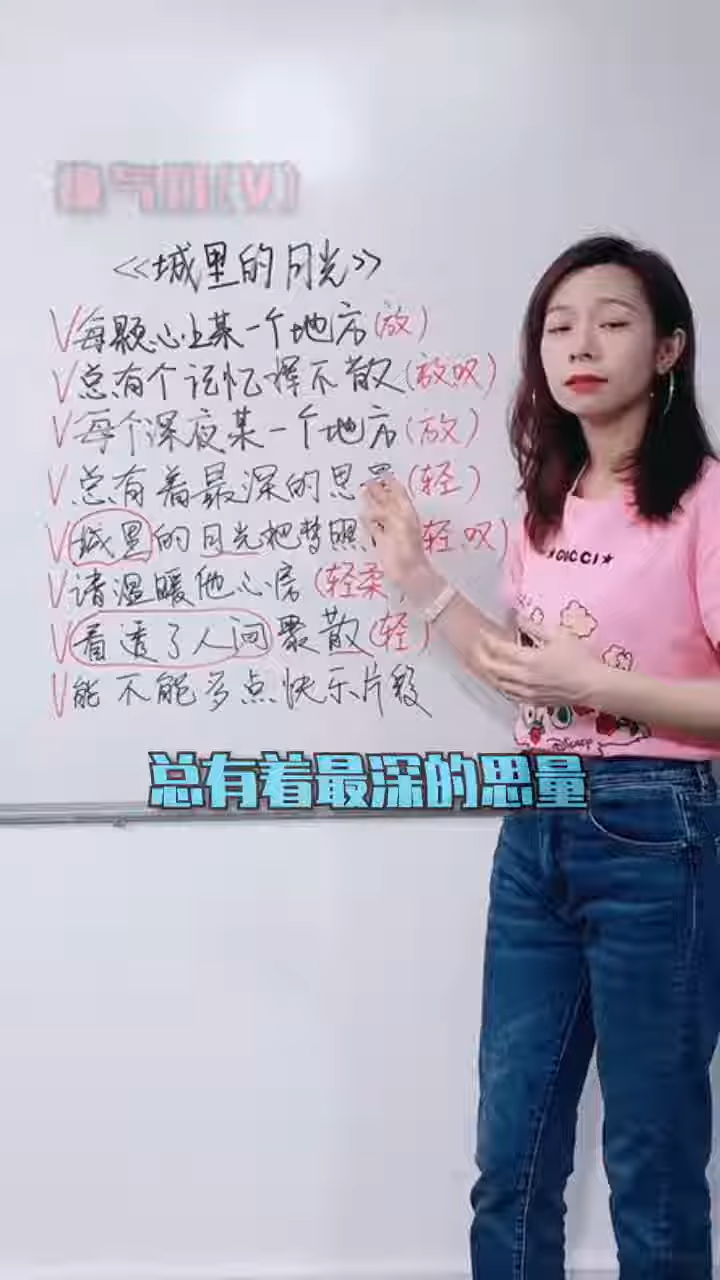 (V)
《城里的月光》
V每颗心上某一个地方(放)
V总有个记忆挥不散(放叹)
V每个深夜某一个地方(放)
V总有着最深的思量(轻)
V城里的月光把梦照 轻叹)
V请温暖他心房(轻柔
V看透了人间聚散(轻)
V能不能多点快乐片段
GICCI★
Disney
总有着最深的思量